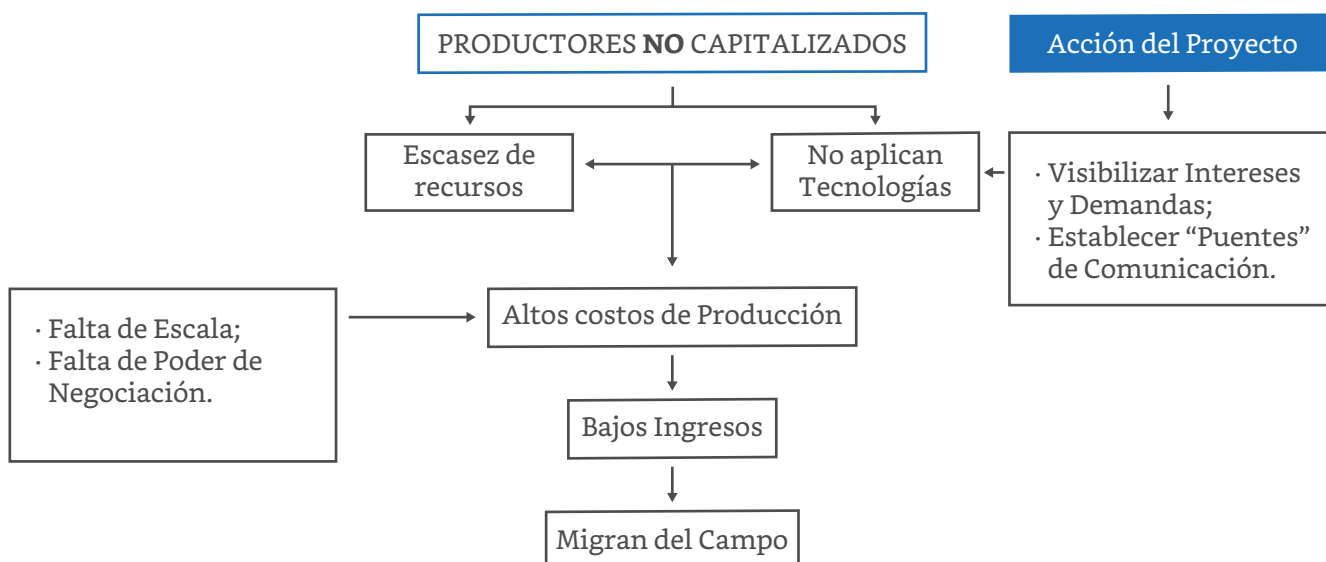 PRODUCTORES NO CAPITALIZADOS
Acción del Proyecto
Escasez de
recursos
No aplican
Tecnologías
· Visibilizar Intereses
y Demandas;
· Establecer “Puentes”
de Comunicación.
· Falta de Escala;
· Falta de Poder de
Negociación.
Altos costos de Producción
Bajos Ingresos
Migran del Campo